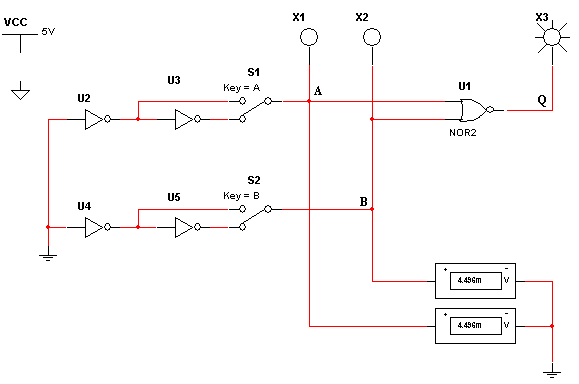 X1
X2
X3
VCC
5V
U3
S1
Key = A
A
U1
U2
Q
NOR2
U4
U5
S2
Key = B
B
+ 4.496m - V
+ 4.496m - V